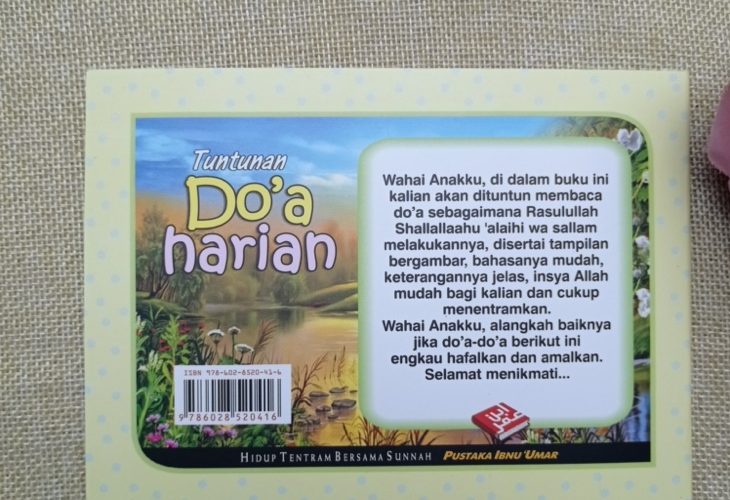 Tuntunan
Do'a
harian
Wahai Anakku, di dalam buku ini
kalian akan dituntun membaca
do'a sebagaimana Rasulullah
Shallallaahu 'alaihi wa sallam
melakukannya, disertai tampilan
bergambar, bahasanya mudah,
keterangannya jelas, insya Allah
mudah bagi kalian dan cukup
menentramkan.
Wahai Anakku, alangkah baiknya
jika do'a-do'a berikut ini
engkau hafalkan dan amalkan.
Selamat menikmati...
ISBN 978-602-8520-41-6
9 786028 520416
ابن
عمر
HIDUP TENTRAM BERSAMA SUNNAH PUSTAKA IBNU 'UMAR